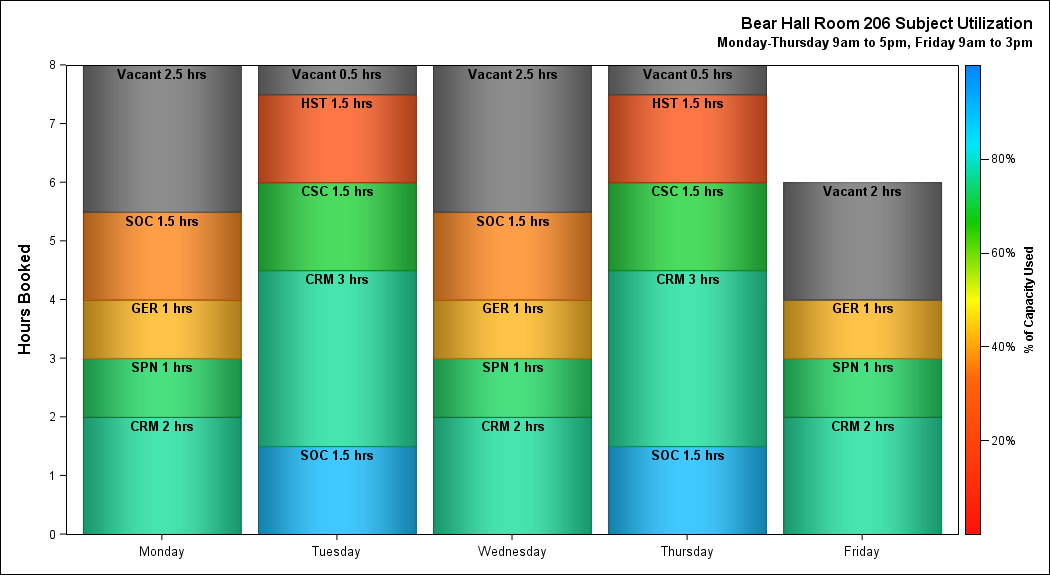 Bear Hall Room 206 Subject Utilization
Monday-Thursday 9am to 5pm, Friday 9am to 3pm
Hours Booked
8
7
6
5
4
3
2
1
0
Vacant 2.5 hrs
SOC 1.5 hrs
GER 1 hrs
SPN 1 hrs
CRM 2 hrs
Monday
Vacant 0.5 hrs
HST 1.5 hrs
CSC 1.5 hrs
CRM 3 hrs
SOC 1.5 hrs
Tuesday
Vacant 2.5 hrs
SOC 1.5 hrs
GER 1 hrs
SPN 1 hrs
CRM 2 hrs
Wednesday
Vacant 0.5 hrs
HST 1.5 hrs
CSC 1.5 hrs
CRM 3 hrs
SOC 1.5 hrs
Thursday
Vacant 2 hrs
GER 1 hrs
SPN 1 hrs
CRM 2 hrs
Friday
80%
60%
40%
20%
% of Capacity Used